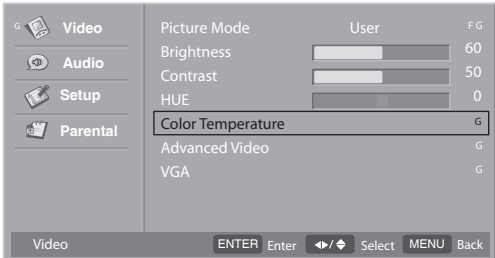 G Video
Audio
Setup
Parental
Picture Mode User F G
Brightness 60
Contrast 50
HUE 0
Color Temperature G
Advanced Video G
VGA G
Video ENTER Enter ◀▶/◆ Select MENU Back